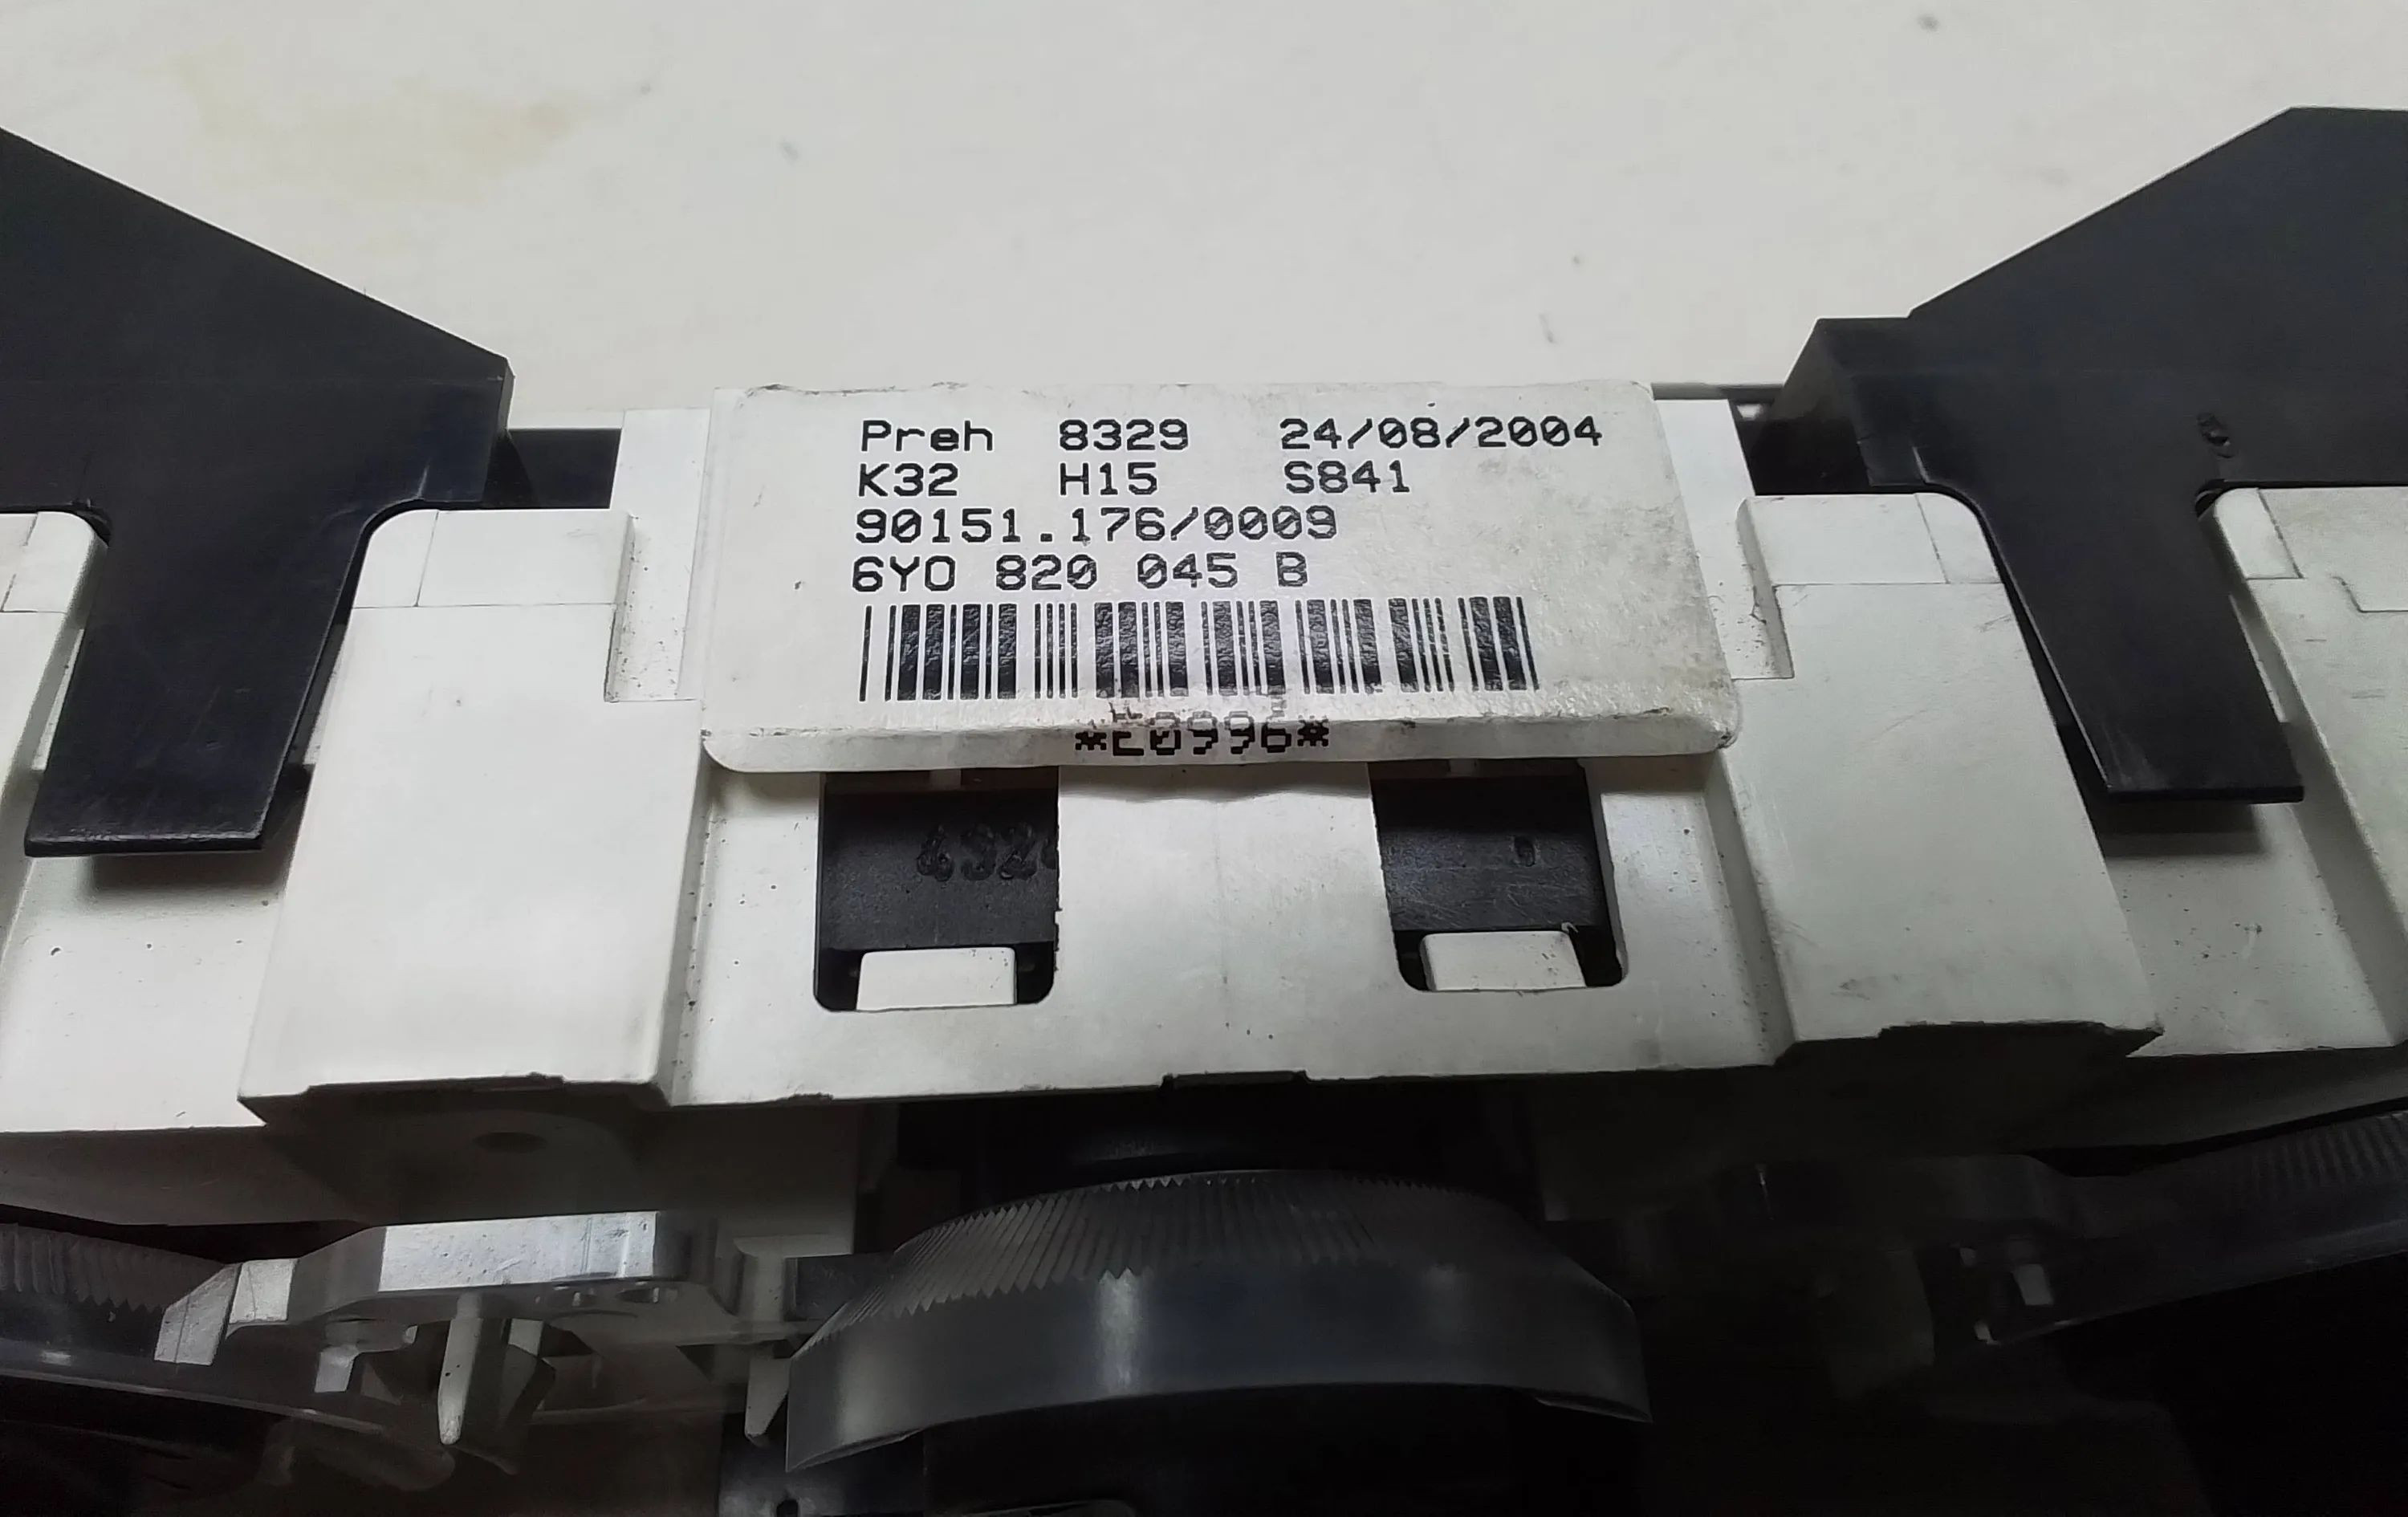 Preh 8329 24/08/2004
K32 H15 S841
90151.176/0009
6Y0 820 045 B
*E0996*